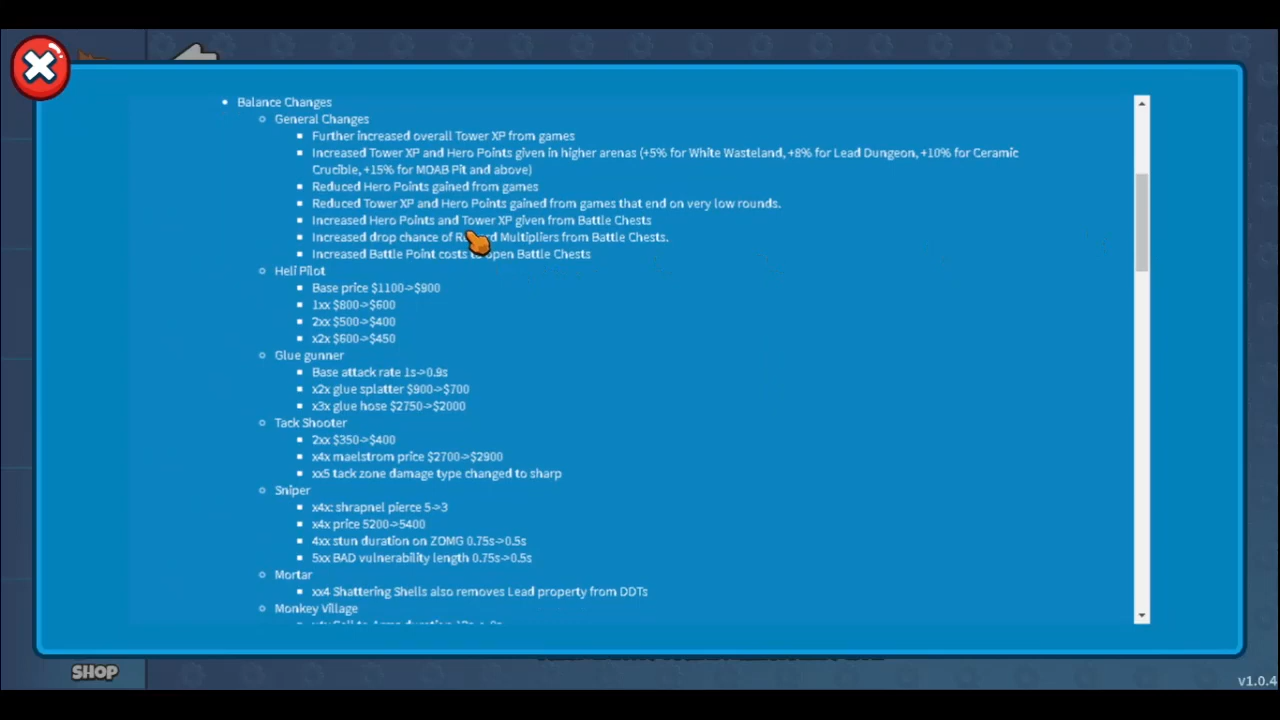 Balance Changes
General Changes
Further increased overall Tower XP from games
Increased Tower XP and Hero Points given in higher arenas (+5% for White Wasteland, +8% for Lead Dungeon, +10% for Ceramic
Crucible, +15% for MOAB Pit and above)
Reduced Hero Points gained from games
Reduced Tower XP and Hero Points gained from games that end on very low rounds.
Increased Hero Points and Tower XP given from Battle Chests
Increased drop chance of Multipliers from Battle Chests.
Increased Battle Point costs to open Battle Chests
Heli Pilot
Base price $1100->$900
1xx $800->$600
2xx $500->$400
x2x $600->$450
Glue gunner
Base attack rate 1s->0.9s
x2x glue splatter $900->$700
x3x glue hose $2750->$2000
Tack Shooter
2xx $350->$400
x4x maelstrom price $2700->$2900
xx5 tack zone damage type changed to sharp
Sniper
x4x: shrapnel pierce 5->3
x4x price 5200->5400
4xx stun duration on ZOMG 0.75s->0.5s
5xx BAD vulnerability length 0.75s->0.5s
Mortar
xx4 Shattering Shells also removes Lead property from DDTs
Monkey Village
SHOP
v1.0.4